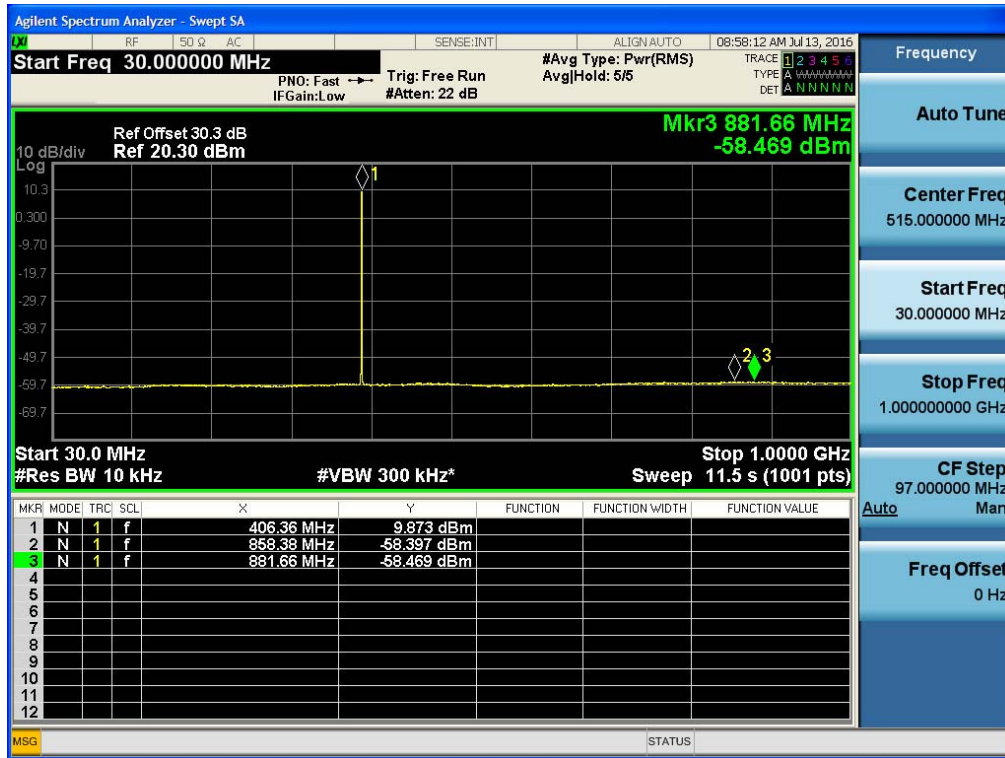 Agilent Spectrum Analyzer - Swept SA
LXI RF 50 Ω AC SENSE:INT ALIGN AUTO 08:58:12 AM Jul 13, 2016
Start Freq 30.000000 MHz
PNO: Fast
IFGain:Low
Trig: Free Run
#Atten: 22 dB
#Avg Type: Pwr(RMS)
Avg|Hold: 5/5
TRACE 1 2 3 4 5 6
TYPE A WWWWW
DET A N N N N N
Mkr3 881.66 MHz
-58.469 dBm
Ref Offset 30.3 dB
10 dB/div Ref 20.30 dBm
Log
1
10.3
0.300
-9.70
-19.7
-29.7
-39.7
-49.7
2 3
-59.7
-69.7
Start 30.0 MHz Stop 1.0000 GHz
#Res BW 10 kHz #VBW 300 kHz* Sweep 11.5 s (1001 pts)
MKR MODE TRC SCL X Y FUNCTION FUNCTION WIDTH FUNCTION VALUE
1 N 1 f 406.36 MHz 9.873 dBm
2 N 1 f 858.38 MHz -58.397 dBm
3 N 1 f 881.66 MHz -58.469 dBm
4
5
6
7
8
9
10
11
12
MSG STATUS
Frequency
Auto Tune
Center Freq
515.000000 MHz
Start Freq
30.000000 MHz
Stop Freq
1.000000000 GHz
CF Step
97.000000 MHz
Auto Man
Freq Offset
0 Hz